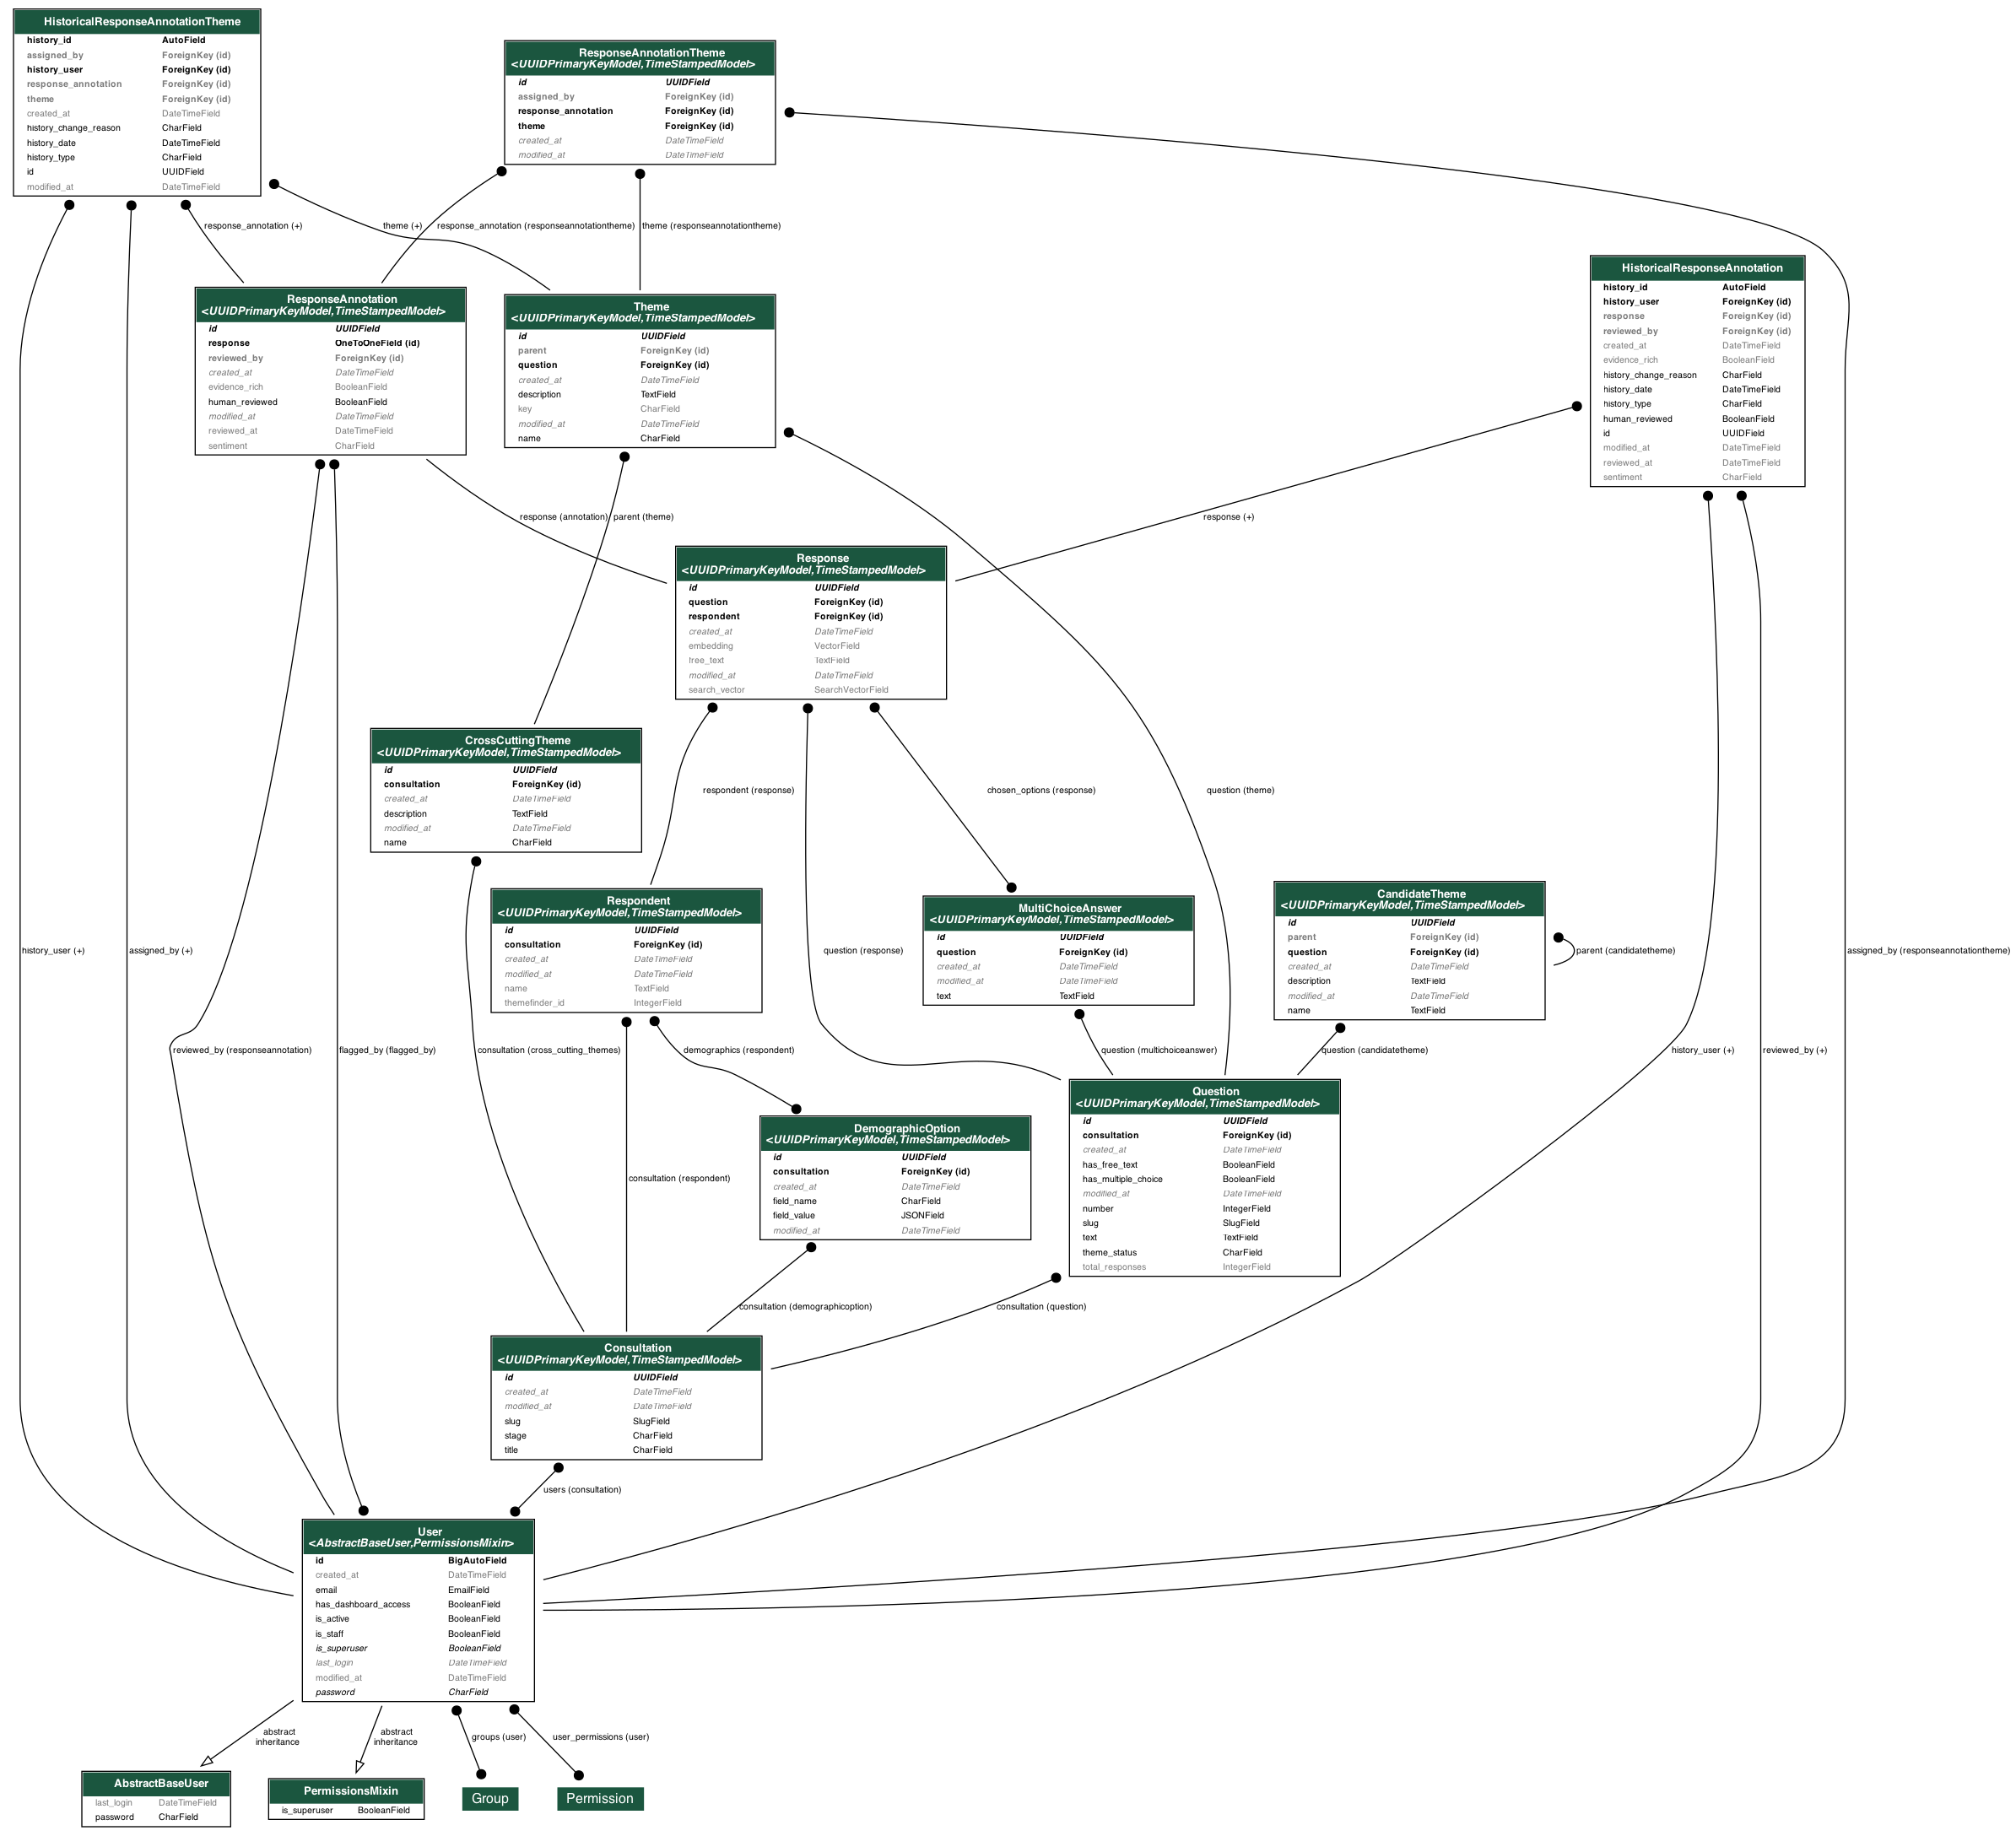 HistoricalResponseAnnotationTheme
history_id AutoField
assigned_by ForeignKey (id)
history_user ForeignKey (id)
response_annotation ForeignKey (id)
theme ForeignKey (id)
created_at DateTimeField
history_change_reason CharField
history_date DateTimeField
history_type CharField
id UUIDField
modified_at DateTimeField
ResponseAnnotationTheme
<UUIDPrimaryKeyModel,TimeStampedModel>
id UUIDField
assigned_by ForeignKey (id)
response_annotation ForeignKey (id)
theme ForeignKey (id)
created_at DateTimeField
modified_at DateTimeField
response_annotation (+)
theme (+)
response_annotation (responseannotationtheme)
theme (responseannotationtheme)
ResponseAnnotation
<UUIDPrimaryKeyModel,TimeStampedModel>
id UUIDField
response OneToOneField (id)
reviewed_by ForeignKey (id)
created_at DateTimeField
evidence_rich BooleanField
human_reviewed BooleanField
modified_at DateTimeField
reviewed_at DateTimeField
sentiment CharField
Theme
<UUIDPrimaryKeyModel,TimeStampedModel>
id UUIDField
parent ForeignKey (id)
question ForeignKey (id)
created_at DateTimeField
description TextField
key CharField
modified_at DateTimeField
name CharField
HistoricalResponseAnnotation
history_id AutoField
history_user ForeignKey (id)
response ForeignKey (id)
reviewed_by ForeignKey (id)
created_at DateTimeField
evidence_rich BooleanField
history_change_reason CharField
history_date DateTimeField
history_type CharField
human_reviewed BooleanField
id UUIDField
modified_at DateTimeField
reviewed_at DateTimeField
sentiment CharField
response (annotation)
parent (theme)
response (+)
Response
<UUIDPrimaryKeyModel,TimeStampedModel>
id UUIDField
question ForeignKey (id)
respondent ForeignKey (id)
created_at DateTimeField
embedding VectorField
free_text TextField
modified_at DateTimeField
search_vector SearchVectorField
CrossCuttingTheme
<UUIDPrimaryKeyModel,TimeStampedModel>
id UUIDField
consultation ForeignKey (id)
created_at DateTimeField
description TextField
modified_at DateTimeField
name CharField
respondent (response)
chosen_options (response)
question (theme)
Respondent
<UUIDPrimaryKeyModel,TimeStampedModel>
id UUIDField
consultation ForeignKey (id)
created_at DateTimeField
modified_at DateTimeField
name TextField
themefinder_id IntegerField
MultiChoiceAnswer
<UUIDPrimaryKeyModel,TimeStampedModel>
id UUIDField
question ForeignKey (id)
created_at DateTimeField
modified_at DateTimeField
text TextField
CandidateTheme
<UUIDPrimaryKeyModel,TimeStampedModel>
id UUIDField
parent ForeignKey (id)
question ForeignKey (id)
created_at DateTimeField
description TextField
modified_at DateTimeField
name TextField
history_user (+)
assigned_by (+)
question (response)
parent (candidatetheme)
assigned_by (responseannotationtheme)
reviewed_by (responseannotation)
flagged_by (flagged_by)
consultation (cross_cutting_themes)
demographics (respondent)
question (multichoiceanswer)
question (candidatetheme)
history_user (+)
reviewed_by (+)
DemographicOption
<UUIDPrimaryKeyModel,TimeStampedModel>
id UUIDField
consultation ForeignKey (id)
created_at DateTimeField
field_name CharField
field_value JSONField
modified_at DateTimeField
Question
<UUIDPrimaryKeyModel,TimeStampedModel>
id UUIDField
consultation ForeignKey (id)
created_at DateTimeField
has_free_text BooleanField
has_multiple_choice BooleanField
modified_at DateTimeField
number IntegerField
slug SlugField
text TextField
theme_status CharField
total_responses IntegerField
consultation (respondent)
consultation (demographicoption)
consultation (question)
Consultation
<UUIDPrimaryKeyModel,TimeStampedModel>
id UUIDField
created_at DateTimeField
modified_at DateTimeField
slug SlugField
stage CharField
title CharField
users (consultation)
User
<AbstractBaseUser,PermissionsMixin>
id BigAutoField
created_at DateTimeField
email EmailField
has_dashboard_access BooleanField
is_active BooleanField
is_staff BooleanField
is_superuser BooleanField
last_login DateTimeField
modified_at DateTimeField
password CharField
abstract
inheritance
abstract
inheritance
groups (user)
user_permissions (user)
AbstractBaseUser
last_login DateTimeField
password CharField
PermissionsMixin
is_superuser BooleanField
Group
Permission